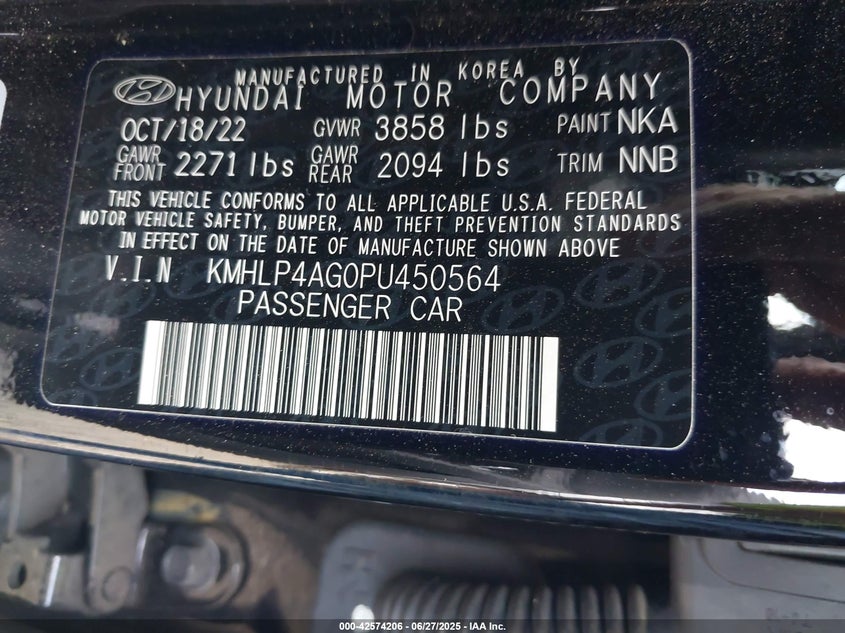 MANUFACTURED IN KOREA BY
HYUNDAI MOTOR COMPANY
OCT/18/22 GVWR 3858 lbs PAINT NKA
GAWR FRONT 2271 lbs GAWR REAR 2094 lbs TRIM NNB
THIS VEHICLE CONFORMS TO ALL APPLICABLE U.S.A. FEDERAL
MOTOR VEHICLE SAFETY, BUMPER, AND THEFT PREVENTION STANDARDS
IN EFFECT ON THE DATE OF MANUFACTURE SHOWN ABOVE
V.I.N KMHLP4AG0PU450564
PASSENGER CAR
000-42574206 | 06/27/2025 | IAA Inc.